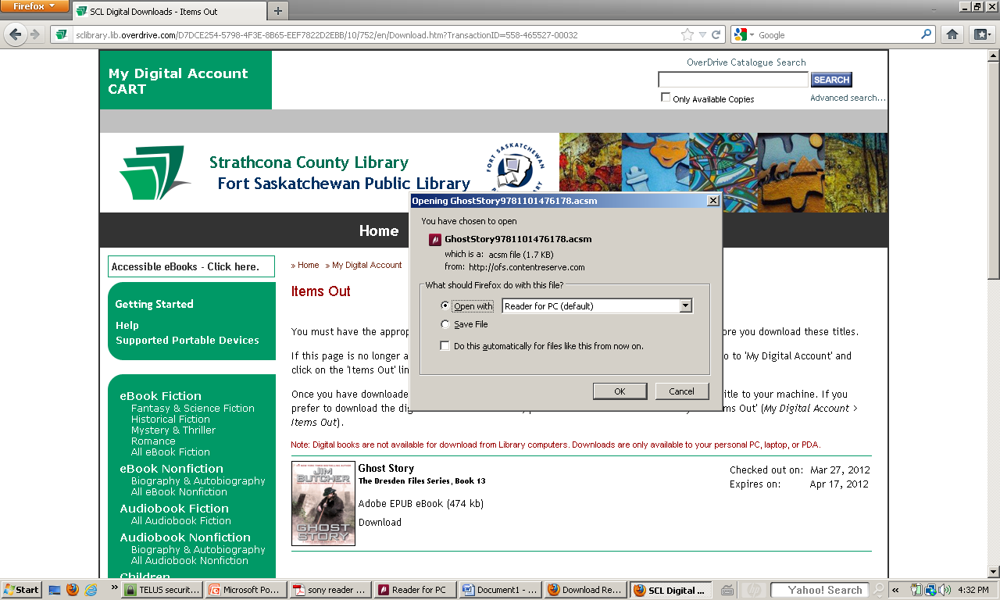 Firefox
SCL Digital Downloads - Items Out
sclibrary.lib.overdrive.com/
/10/752/en/Download.htm?TransactionID=558-465527-00032
Google
My Digital Account
CART
OverDrive Catalogue Search
SEARCH
Only Available Copies
Advanced search...
Strathcona County Library
Fort Saskatchewan Public Library
FORT SASKATCHEWAN
PUBLIC LIBRARY
Home
Opening GhostStory9781101476178.acsm
You have chosen to open
GhostStory9781101476178.acsm
which is a: acsm file (1.7 KB)
from: http://ofs.contentreserve.com
What should Firefox do with this file?
Open with
Reader for PC (default)
Save File
Do this automatically for files like this from now on.
OK
Cancel
Accessible eBooks - Click here.
Getting Started
Help
Supported Portable Devices
eBook Fiction
Fantasy & Science Fiction
Historical Fiction
Mystery & Thriller
Romance
All eBook Fiction
eBook Nonfiction
Biography & Autobiography
All eBook Nonfiction
Audiobook Fiction
All Audiobook Fiction
Audiobook Nonfiction
Biography & Autobiography
All Audiobook Nonfiction
Children
» Home » My Digital Account
Items Out
You must have the approp
ore you download these titles.
If this page is no longer a
o to 'My Digital Account' and
click on the 'Items Out' lin
Once you have downloade
itle to your machine. If you
prefer to download the dig
tems Out' (My Digital Account >
Items Out).
Note: Digital books are not available for download from Library computers. Downloads are only available to your personal PC, laptop, or PDA.
JIM
BUTCHER
GHOST
STORY
Ghost Story
The Dresden Files Series, Book 13
Adobe EPUB eBook (474 kb)
Download
Checked out on: Mar 27, 2012
Expires on: Apr 17, 2012
Start
TELUS securit...
Microsoft Po...
sony reader ...
Reader for PC
Document1 - ...
Download Re...
SCL Digital ...
Yahoo! Search
4:32 PM